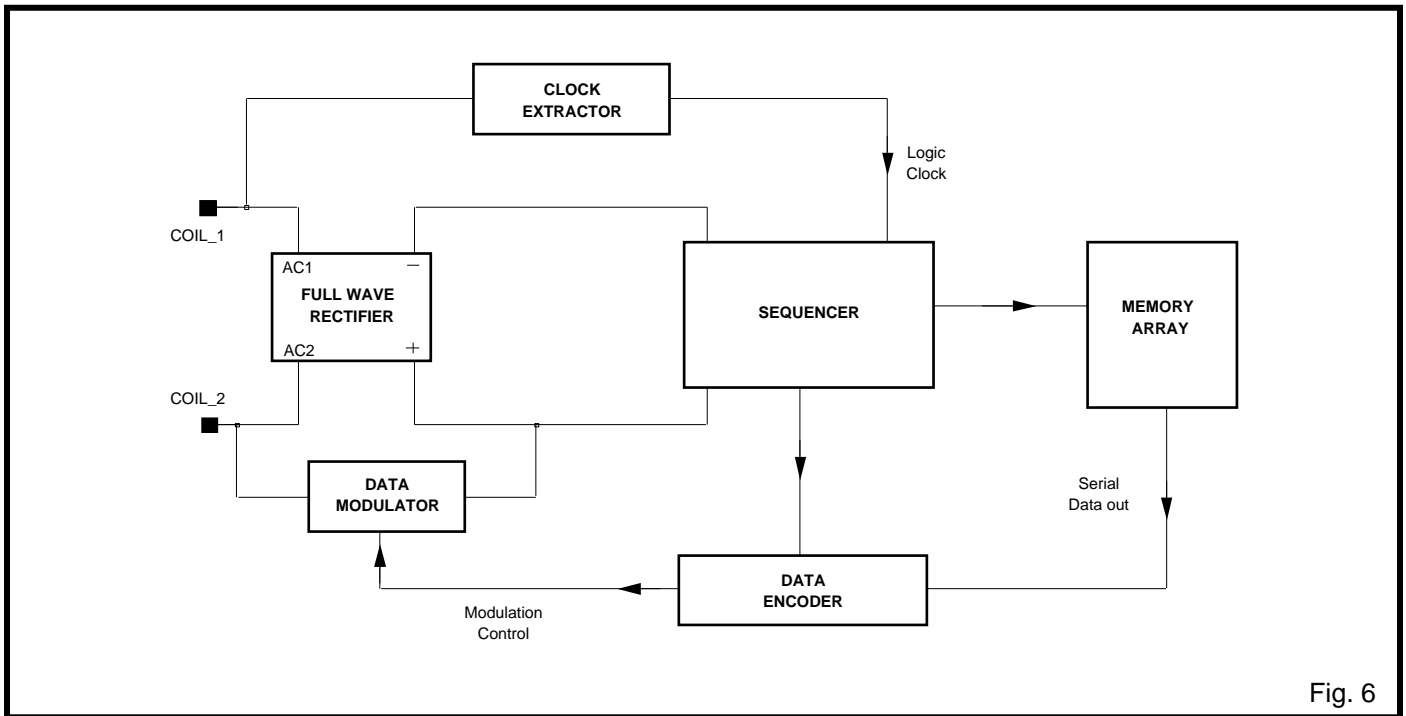 CLOCK
EXTRACTOR
Logic
Clock
COIL_1
AC1
−
FULL WAVE
RECTIFIER
AC2
+
SEQUENCER
MEMORY
ARRAY
COIL_2
DATA
MODULATOR
Serial
Data out
DATA
ENCODER
Modulation
Control
Fig. 6